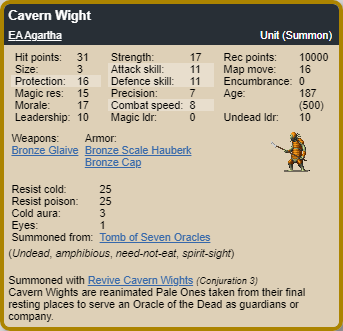 Cavern Wight
EA Agartha Unit (Summon)
Hit points: 31 Strength: 17 Rec points: 10000
Size: 3 Attack skill: 11 Map move: 16
Protection: 16 Defence skill: 11 Encumbrance: 0
Magic res: 15 Precision: 7 Age: 187
Morale: 17 Combat speed: 8 (500)
Leadership: 10 Magic ldr: 0 Undead ldr: 10
Weapons: Armor:
Bronze Glaive Bronze Scale Hauberk
Bronze Cap
Resist cold: 25
Resist poison: 25
Cold aura: 3
Eyes: 1
Summoned from: Tomb of Seven Oracles
(Undead, amphibious, need-not-eat, spirit-sight)
Summoned with Revive Cavern Wights (Conjuration 3)
Cavern Wights are reanimated Pale Ones taken from their final
resting places to serve an Oracle of the Dead as guardians or
company.